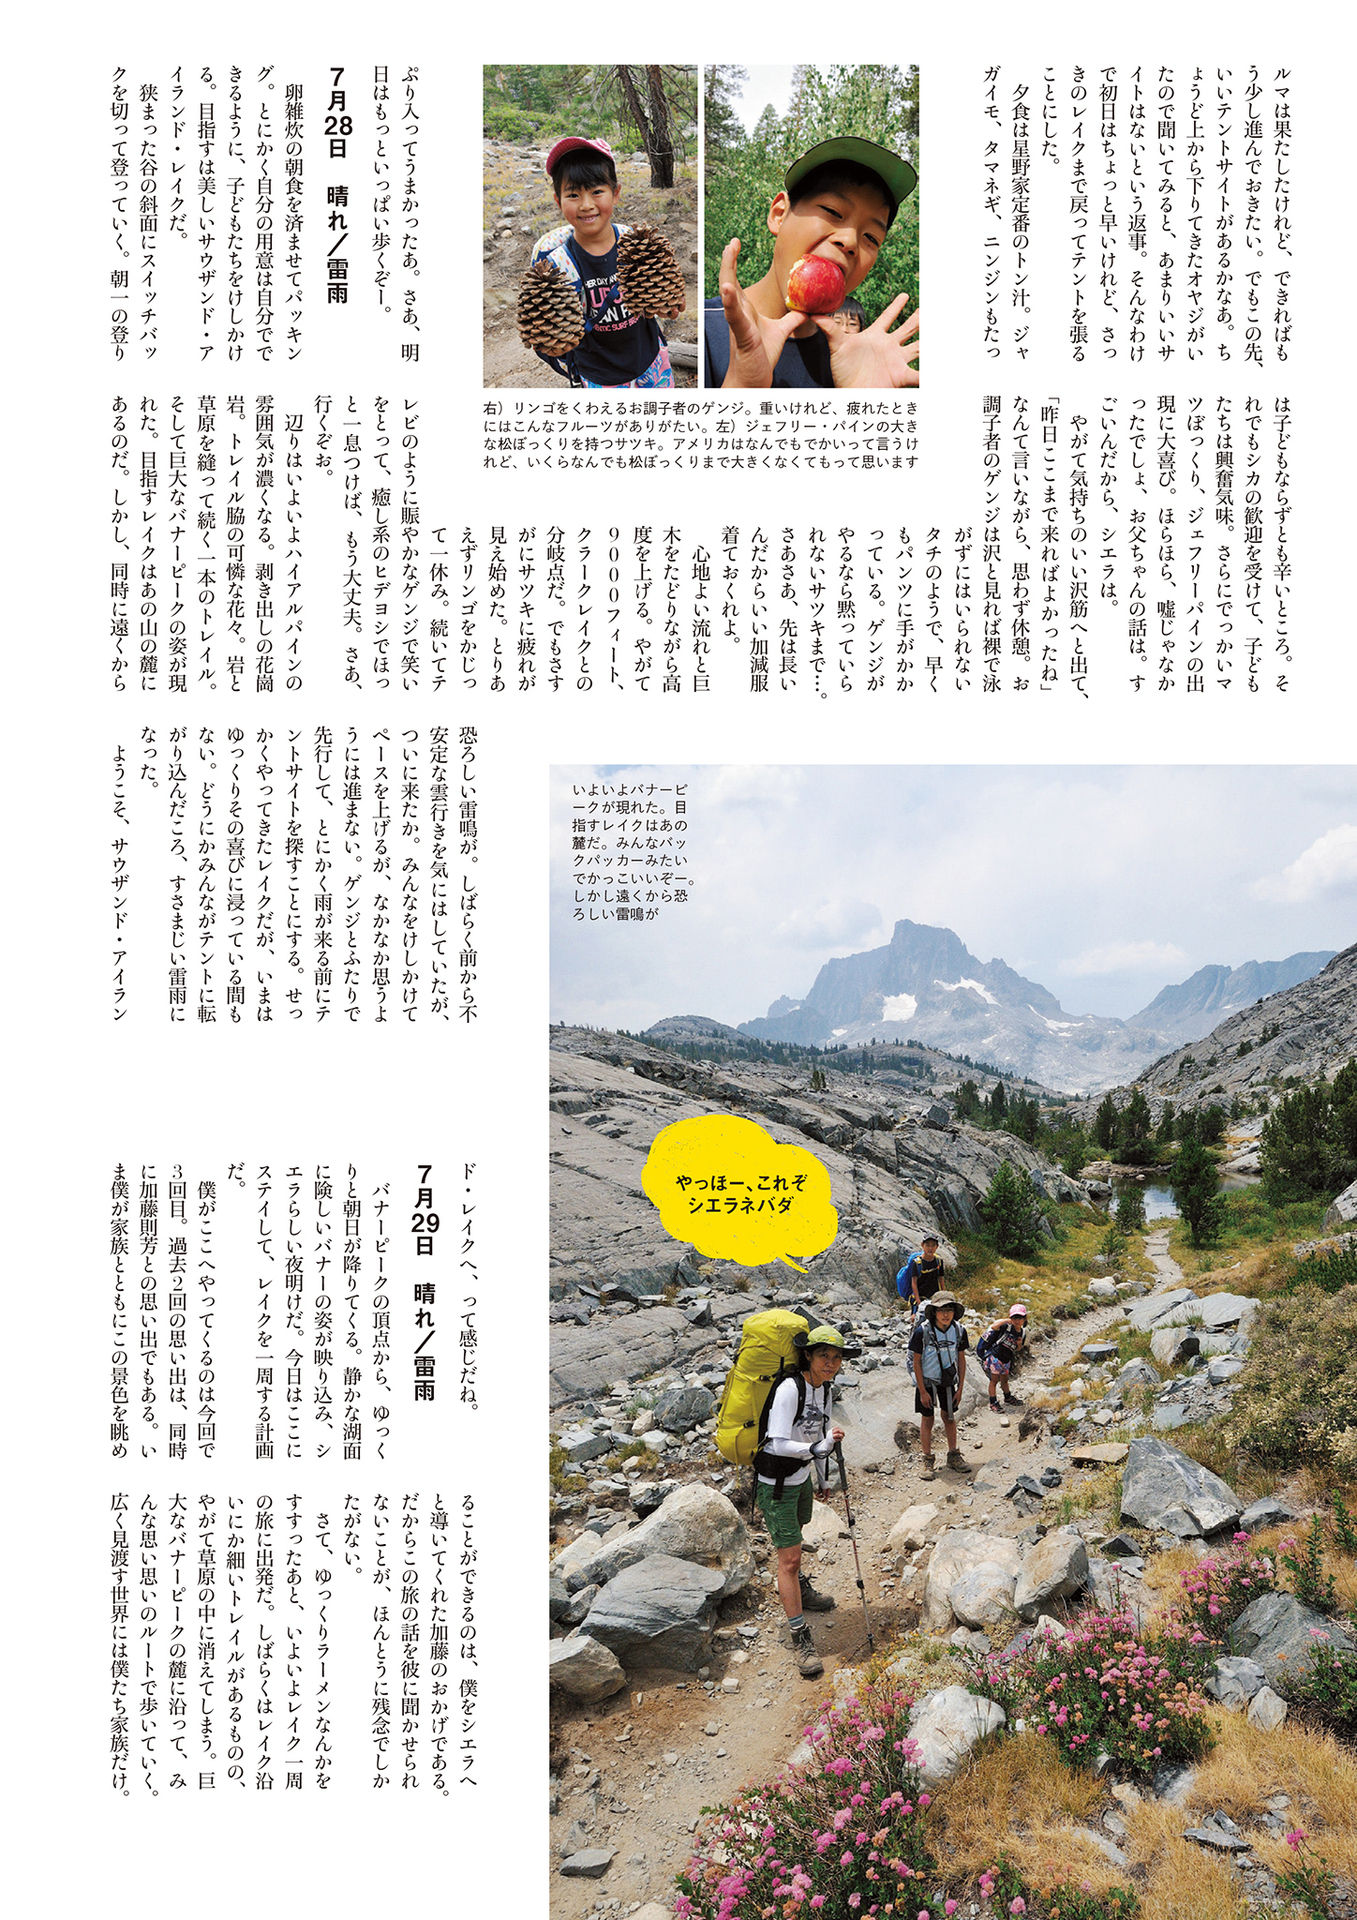 ルマは果たしたけれど、できればも
う少し進んでおきたい。でもこの先、
いいテントサイトがあるかなあ。ち
ょうど上から下りてきたオヤジがい
たので聞いてみると、あまりいいサ
イトはないという返事。そんなわけ
で初日はちょっと早いけれど、さっ
きのレイクまで戻ってテントを張る
ことにした。
夕食は星野家定番のトン汁。ジャ
ガイモ、タマネギ、ニンジンもたっ
ぷり入ってうまかったあ。さあ、明
日はもっといっぱい歩くぞー。
7月28日 晴れ／雷雨
卵雑炊の朝食を済ませてパッキン
グ。とにかく自分の用意は自分でで
きるように、子どもたちをけしかけ
る。目指すは美しいサウザンド・ア
イランド・レイクだ。
狭まった谷の斜面にスイッチバッ
クを切って登っていく。朝一の登り
は子どもならずとも辛いところ。そ
れでもシカの歓迎を受けて、子ども
たちは興奮気味。さらにでっかいマ
ツぼっくり、ジェフリーパインの出
現に大喜び。ほらほら、嘘じゃなか
ったでしょ、お父ちゃんの話は。す
ごいんだから、シエラは。
やがて気持ちのいい沢筋へと出て、
「昨日ここまで来ればよかったね」
なんて言いながら、思わず休憩。お
調子者のゲンジは沢と見れば裸で泳
がずにはいられない
タチのようで、早く
もパンツに手がかか
っている。ゲンジが
やるなら黙っていら
れないサツキまで…。
さあさあ、先は長い
んだからいい加減服
着ておくれよ。
心地よい流れと巨
木をたどりながら高
度を上げる。やがて
9000フィート、
クラークレイクとの
分岐点だ。でもさす
がにサツキに疲れが
見え始めた。とりあ
えずリンゴをかじっ
て一休み。続いてテ
レビのように賑やかなゲンジで笑い
をとって、癒し系のヒデヨシでほっ
と一息つけば、もう大丈夫。さあ、
行くぞお。
辺りはいよいよハイアルパインの
雰囲気が濃くなる。剥き出しの花崗
岩。トレイル脇の可憐な花々。岩と
草原を縫って続く一本のトレイル。
そして巨大なバナーピークの姿が現
れた。目指すレイクはあの山の麓に
あるのだ。しかし、同時に遠くから
恐ろしい雷鳴が。しばらく前から不
安定な雲行きを気にはしていたが、
ついに来たか。みんなをけしかけて
ペースを上げるが、なかなか思うよ
うには進まない。ゲンジとふたりで
先行して、とにかく雨が来る前にテ
ントサイトを探すことにする。せっ
かくやってきたレイクだが、いまは
ゆっくりその喜びに浸っている間も
ない。どうにかみんながテントに転
がり込んだころ、すさまじい雷雨に
なった。
ようこそ、サウザンド・アイラン
ド・レイクへ、って感じだね。
7月29日 晴れ／雷雨
バナーピークの頂点から、ゆっく
りと朝日が降りてくる。静かな湖面
に険しいバナーの姿が映り込み、シ
エラらしい夜明けだ。今日はここに
ステイして、レイクを一周する計画
だ。
僕がここへやってくるのは今回で
3回目。過去2回の思い出は、同時
に加藤則芳との思い出でもある。い
ま僕が家族とともにこの景色を眺め
ることができるのは、僕をシエラへ
と導いてくれた加藤のおかげである。
だからこの旅の話を彼に聞かせられ
ないことが、ほんとうに残念でしか
たがない。
さて、ゆっくりラーメンなんかを
すすったあと、いよいよレイク一周
の旅に出発だ。しばらくはレイク沿
いにか細いトレイルがあるものの、
やがて草原の中に消えてしまう。巨
大なバナーピークの麓に沿って、み
んな思い思いのルートで歩いていく。
広く見渡す世界には僕たち家族だけ。
右）リンゴをくわえるお調子者のゲンジ。重いけれど、疲れたとき
にはこんなフルーツがありがたい。左）ジェフリー・パインの大き
な松ぼっくりを持つサツキ。アメリカはなんでもでかいって言うけ
れど、いくらなんでも松ぼっくりまで大きくなくてもって思います
いよいよバナーピ
ークが現れた。目
指すレイクはあの
麓だ。みんなバッ
クパッカーみたい
でかっこいいぞー。
しかし遠くから恐
ろしい雷鳴が
やっほー、これぞ
シエラネバダ